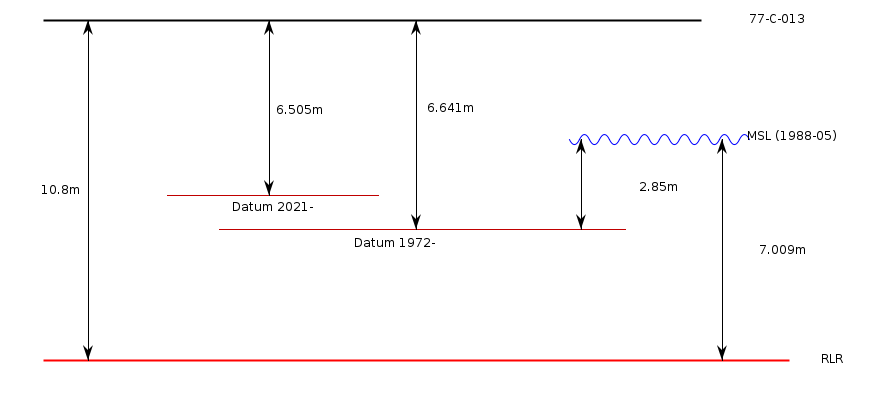 77-C-013
6.505m
6.641m
MSL (1988-05)
10.8m
2.85m
Datum 2021-
Datum 1972-
7.009m
RLR